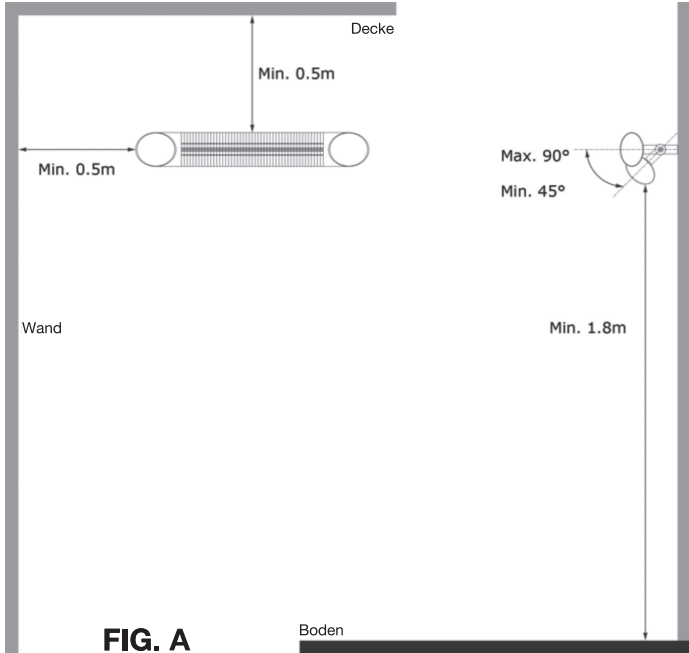 Decke
Min. 0.5m
Min. 0.5m
Max. 90°
Min. 45°
Wand
Min. 1.8m
Boden
FIG. A